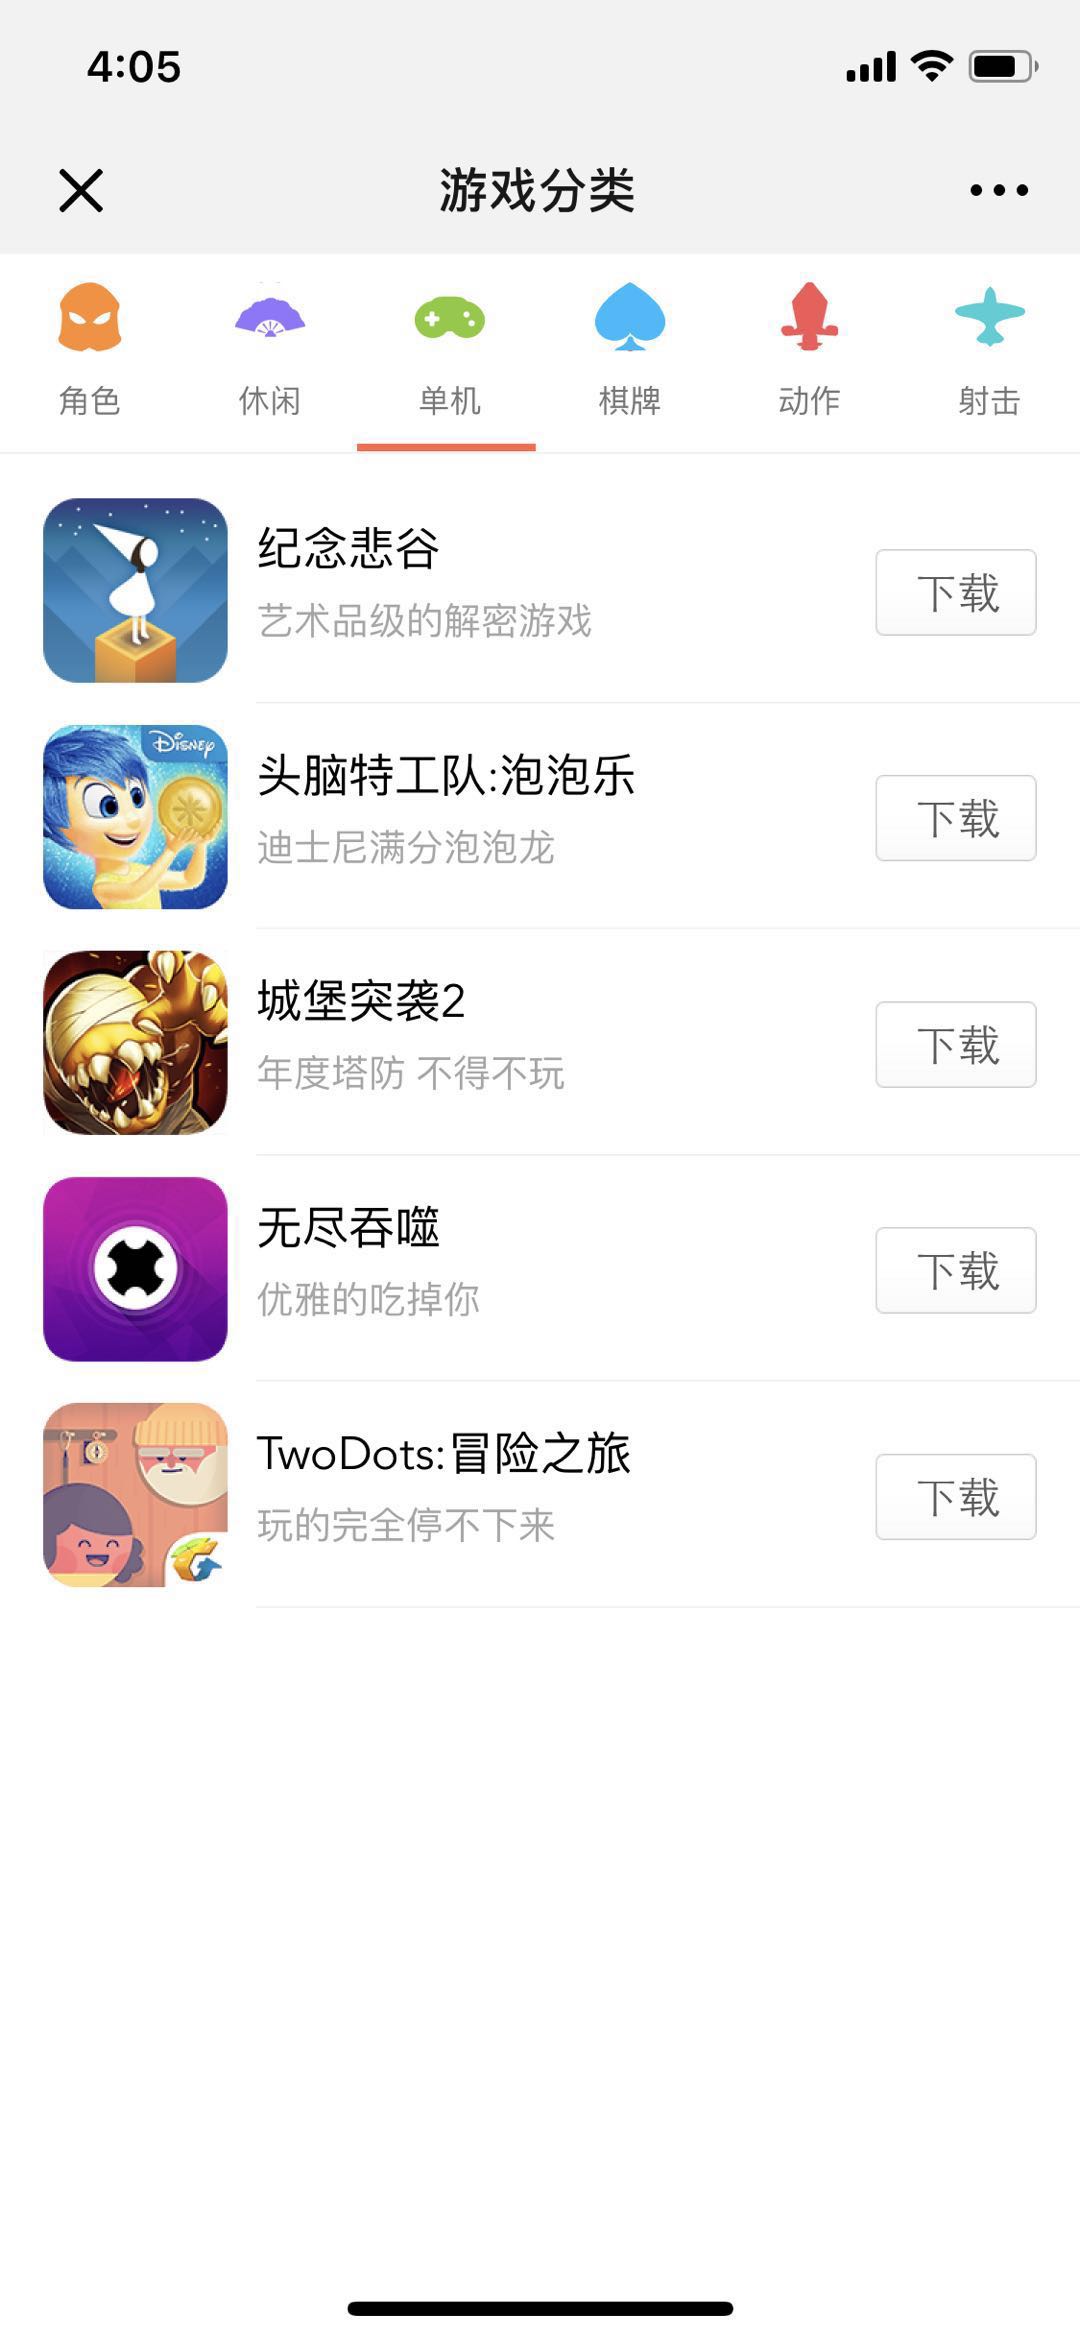 4:05
游戏分类
角色
休闲
单机
棋牌
动作
射击
纪念悲谷
艺术品级的解密游戏
下载
Disney
头脑特工队:泡泡乐
迪士尼满分泡泡龙
下载
城堡突袭2
年度塔防 不得不玩
下载
无尽吞噬
优雅的吃掉你
下载
TwoDots:冒险之旅
玩的完全停不下来
下载